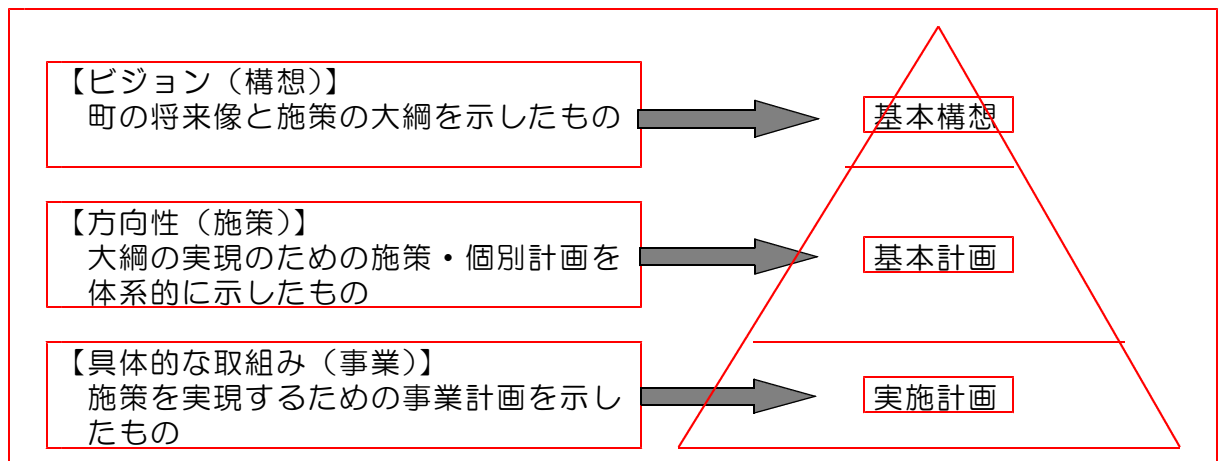 【ビジョン（構想）】
町の将来像と施策の大綱を示したもの
基本構想
【方向性（施策）】
大綱の実現のための施策・個別計画を
体系的に示したもの
基本計画
【具体的な取組み（事業）】
施策を実現するための事業計画を示し
たもの
実施計画